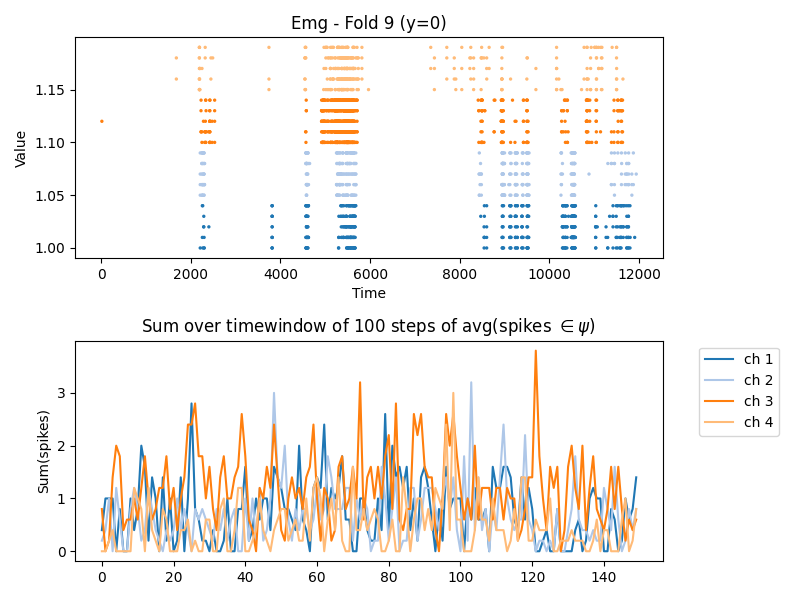 Emg - Fold 9 (y=0)
Value
1.15
1.10
1.05
1.00
0 2000 4000 6000 8000 10000 12000
Time
Sum over timewindow of 100 steps of avg(spikes ∈ψ)
Sum(spikes)
3
2
1
0
0 20 40 60 80 100 120 140
ch 1
ch 2
ch 3
ch 4